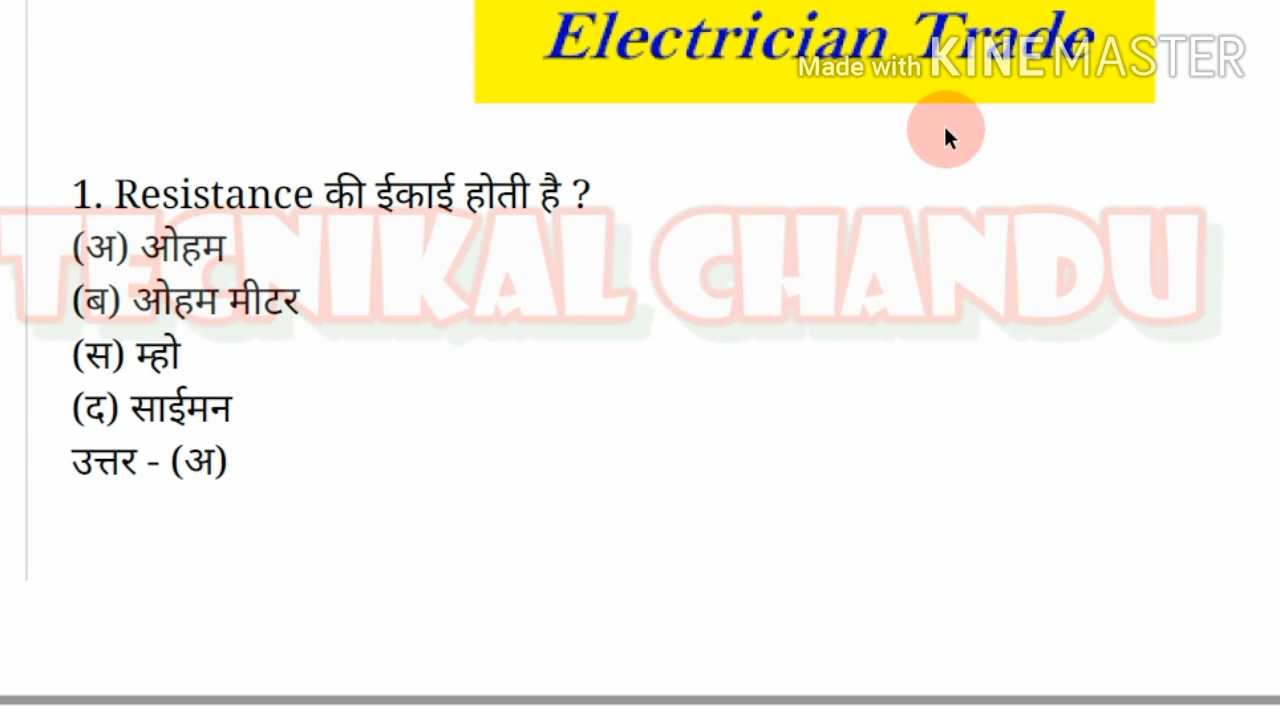 Electrician Trade
Made with KINEMASTER
1. Resistance की ईकाई होती है ?
(अ) ओहम
(ब) ओहम मीटर
(स) म्हो
(द) साईमन
उत्तर - (अ)
TECNIKAL CHANDU